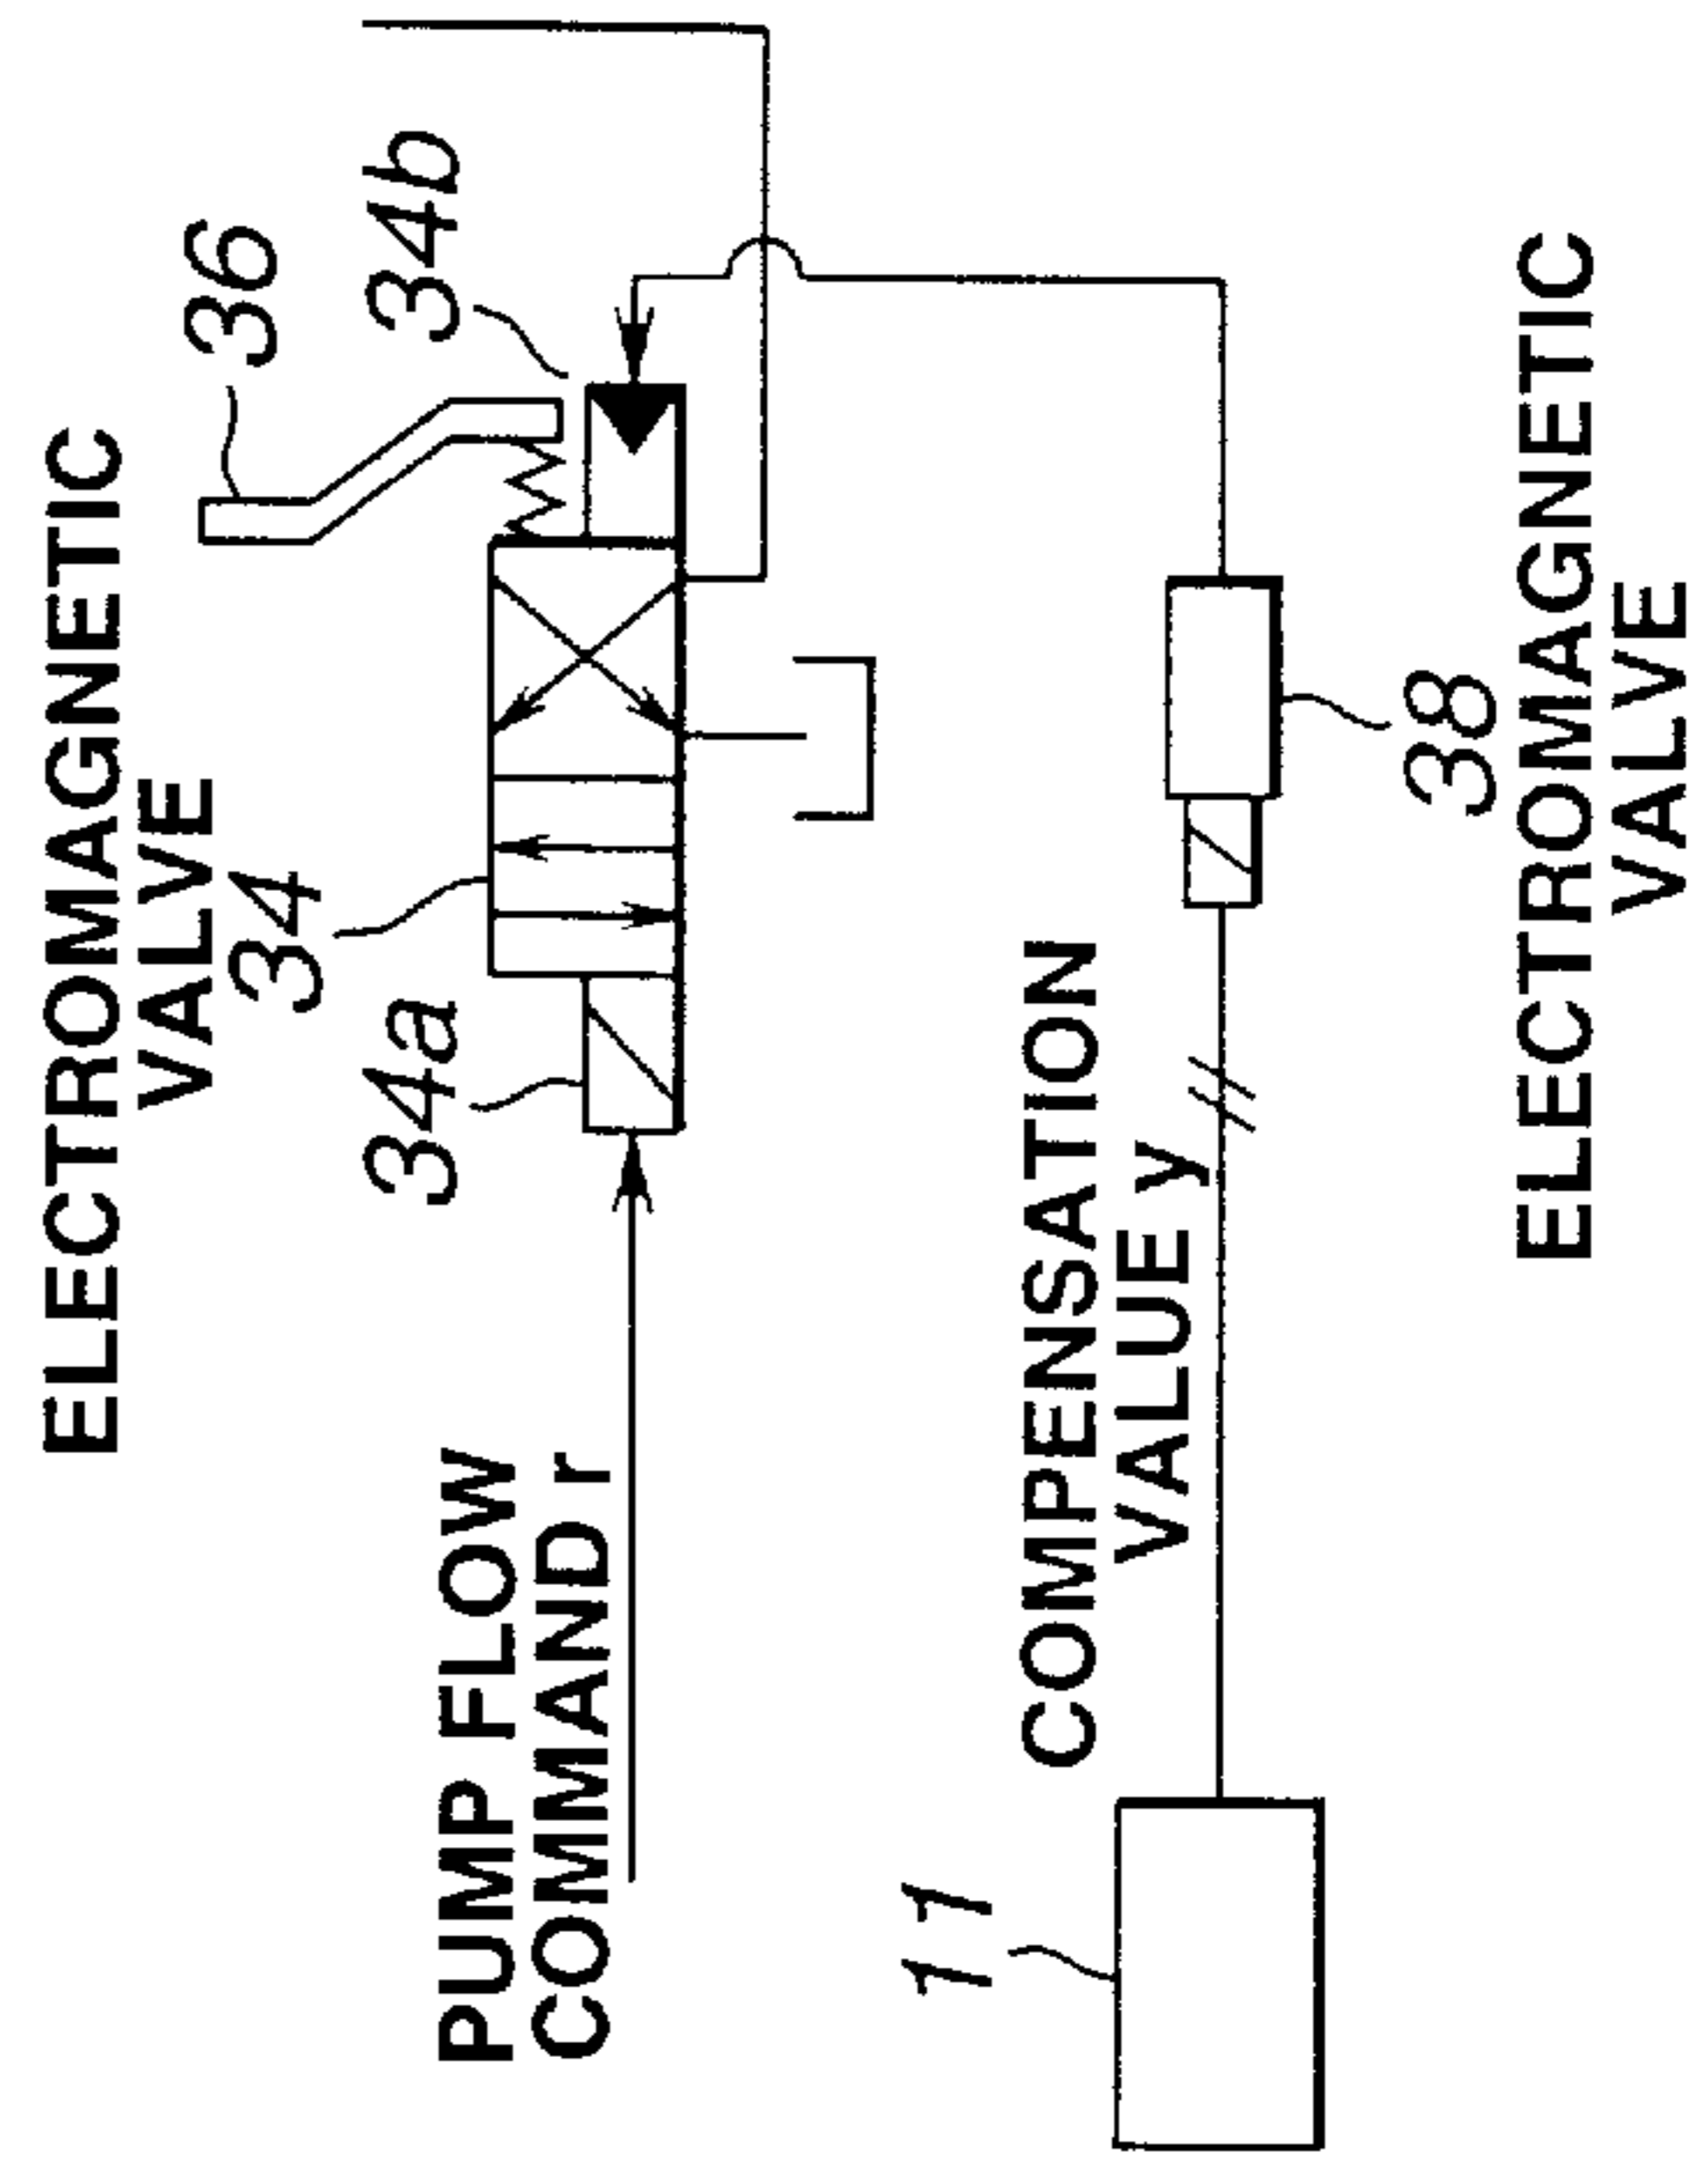 ELECTROMAGNETIC
VALVE
34
36
34a
34b
PUMP FLOW
COMMAND r
11
COMPENSATION
VALUE y
38
ELECTROMAGNETIC
VALVE